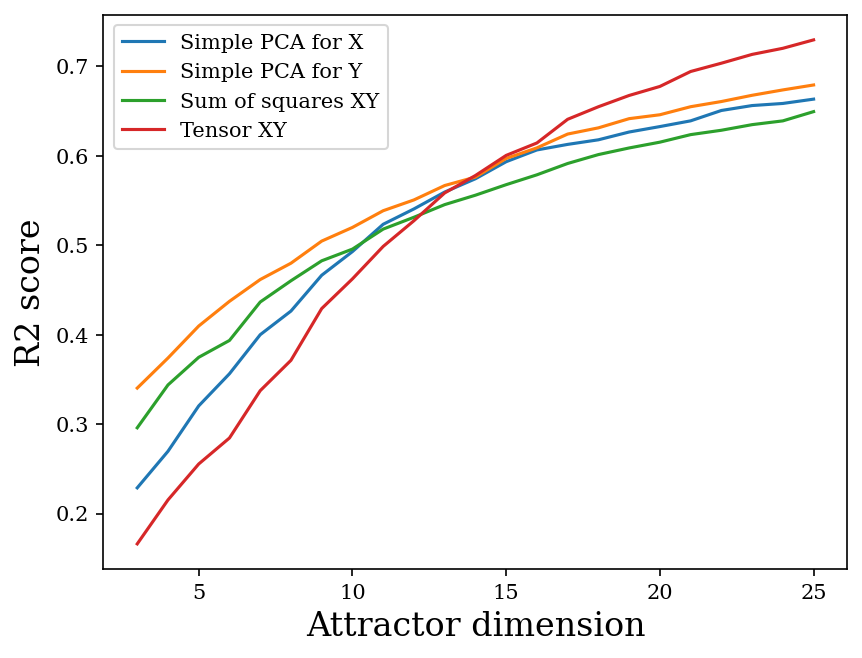 Simple PCA for X
Simple PCA for Y
Sum of squares XY
Tensor XY
0.7
0.6
0.5
0.4
0.3
0.2
R2 score
5 10 15 20 25
Attractor dimension